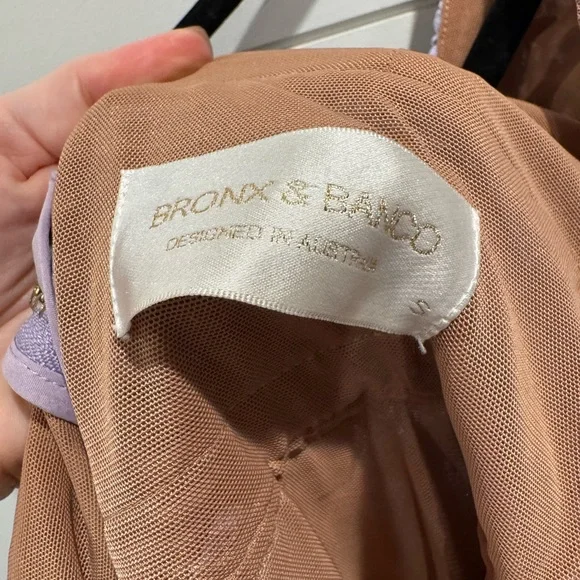 BRONX & BANCO
DESIGNED IN AUSTRALIA
S